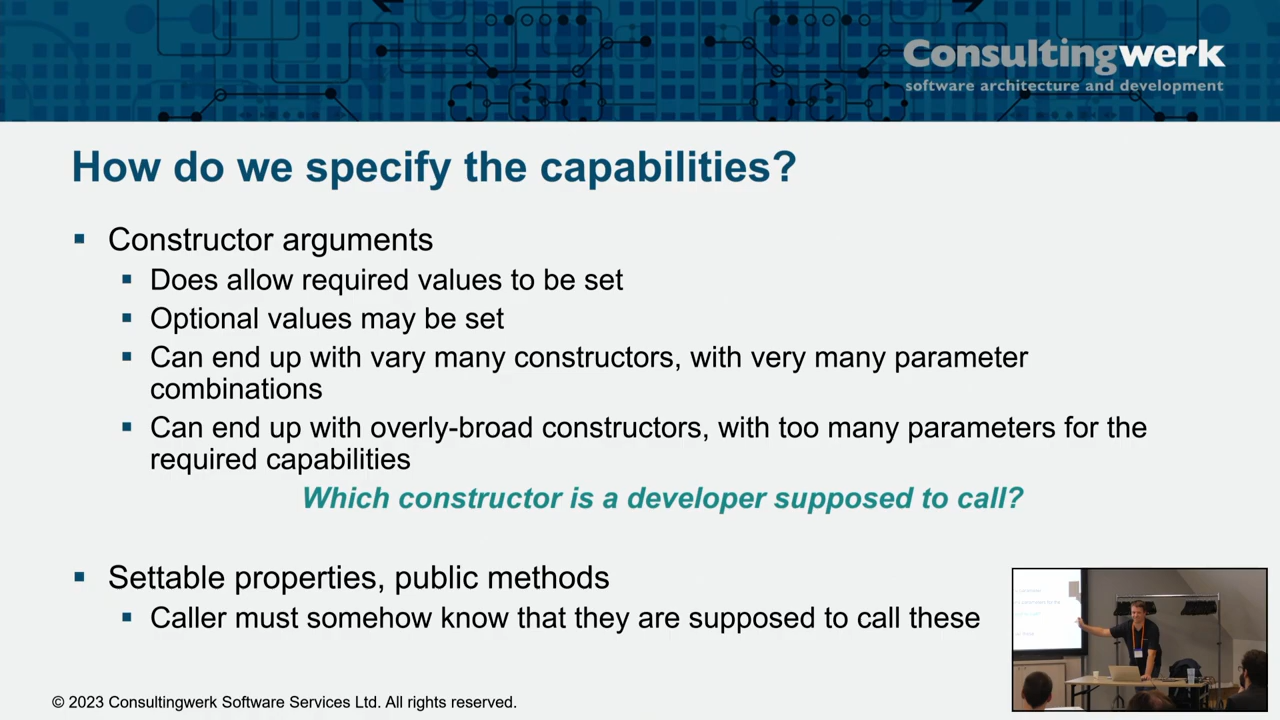 Consultingwerk
software architecture and development
How do we specify the capabilities?
Constructor arguments
Does allow required values to be set
Optional values may be set
Can end up with vary many constructors, with very many parameter
combinations
Can end up with overly-broad constructors, with too many parameters for the
required capabilities
Which constructor is a developer supposed to call?
Settable properties, public methods
Caller must somehow know that they are supposed to call these
© 2023 Consultingwerk Software Services Ltd. All rights reserved.